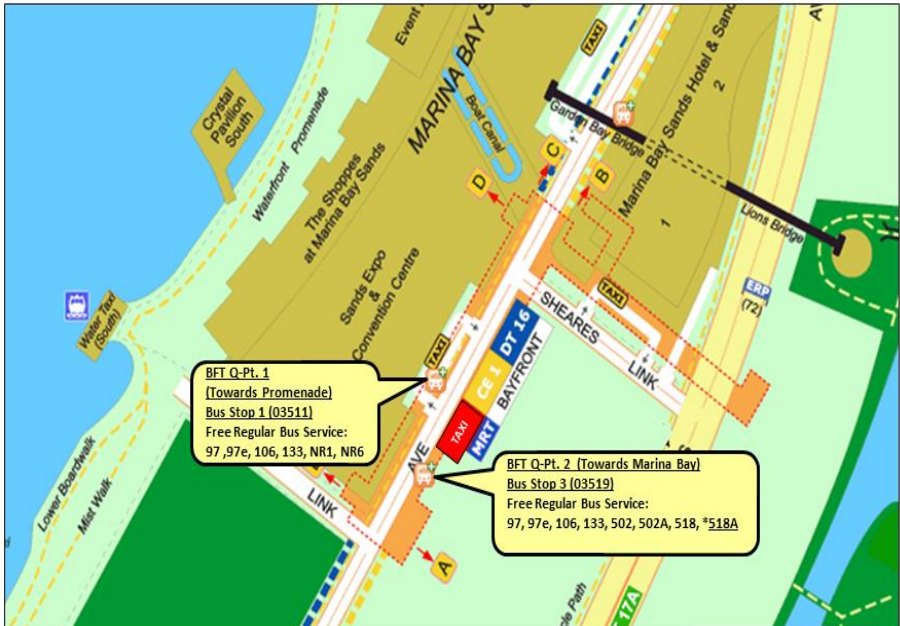 Event
MARINA BAY S
TAXI
AV
Crystal
Pavilion
South
Waterfront Promenade
Boat Canal
Garden Bay Bridge
Marina Bay Sands Hotel & Sand
2
1
The Shoppes
at Marina Bay Sands
C
D
B
Lions Bridge
Sands Expo
&
Convention Centre
Water Taxi
(South)
TAXI
ERP
(72)
SHEARES
LINK
TAXI
DT 16
CE 1
BAYFRONT
TAXI
MRT
AVE
BFT Q-Pt. 1
(Towards Promenade)
Bus Stop 1 (03511)
Free Regular Bus Service:
97 ,97e, 106, 133, NR1, NR6
BFT Q-Pt. 2 (Towards Marina Bay)
Bus Stop 3 (03519)
Free Regular Bus Service:
97, 97e, 106, 133, 502, 502A, 518, *518A
Lower Boardwalk
Mist Walk
LINK
A
cle Path
17A